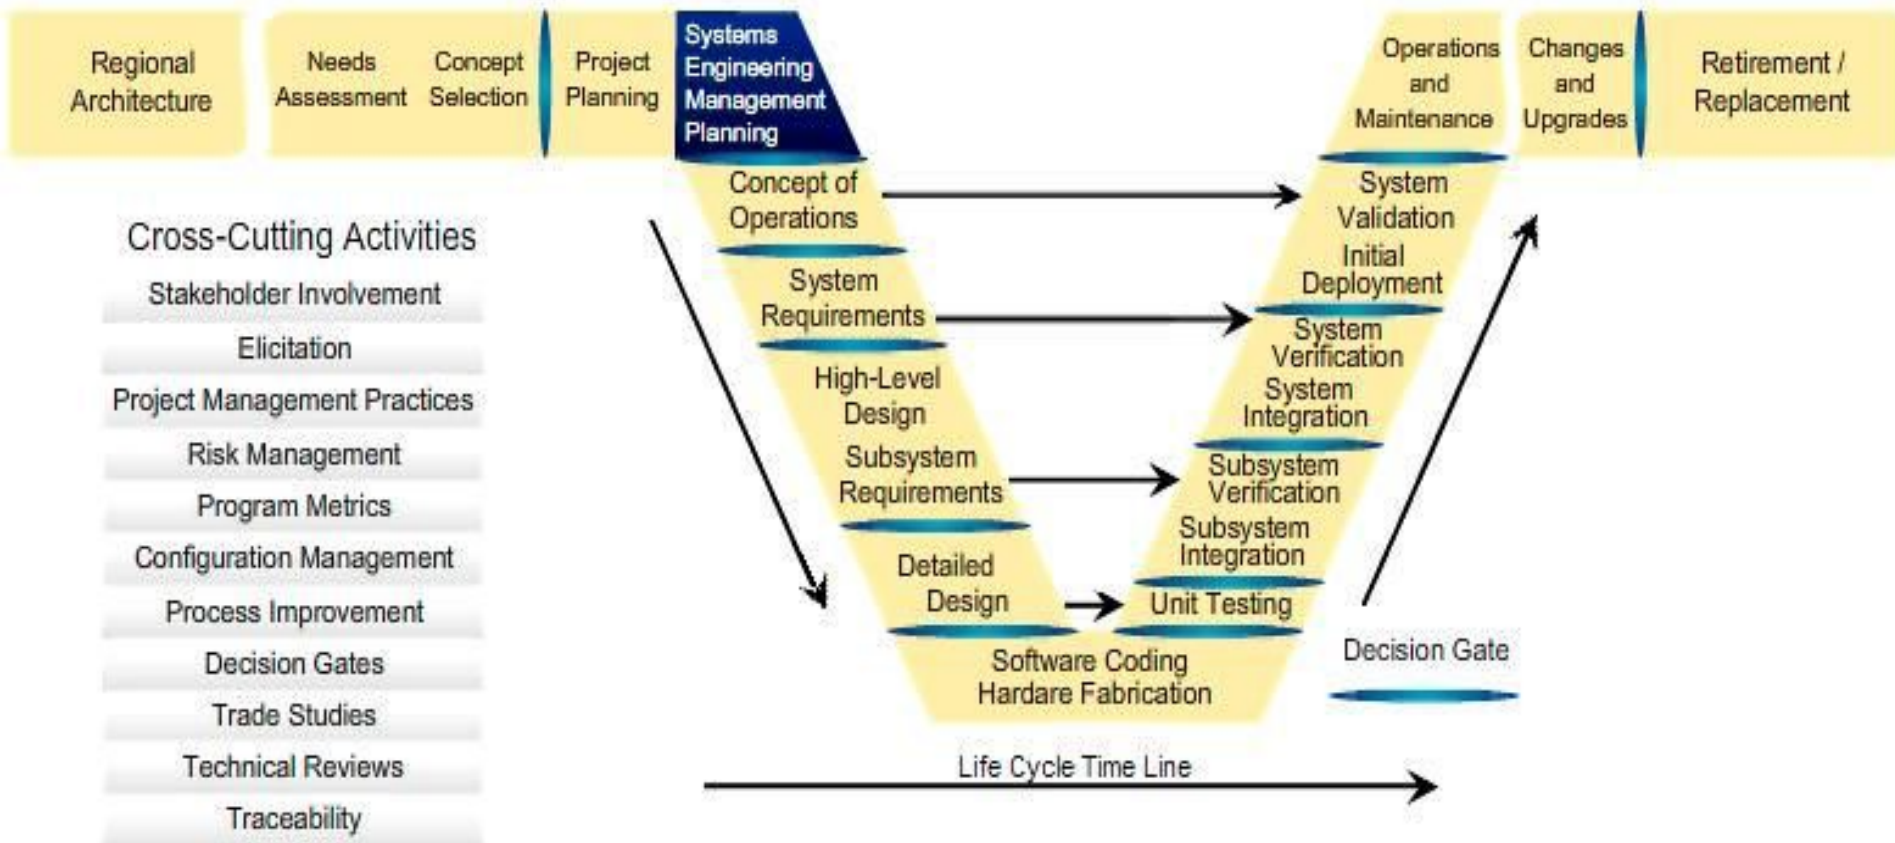 Regional
Architecture
Needs
Assessment
Concept
Selection
Project
Planning
Systems
Engineering
Management
Planning
Operations
and
Maintenance
Changes
and
Upgrades
Retirement /
Replacement
Cross-Cutting Activities
Stakeholder Involvement
Elicitation
Project Management Practices
Risk Management
Program Metrics
Configuration Management
Process Improvement
Decision Gates
Trade Studies
Technical Reviews
Traceability
Concept of
Operations
System
Requirements
High-Level
Design
Subsystem
Requirements
Detailed
Design
Software Coding
Hardare Fabrication
System
Validation
Initial
Deployment
System
Verification
System
Integration
Subsystem
Verification
Subsystem
Integration
Unit Testing
Decision Gate
Life Cycle Time Line